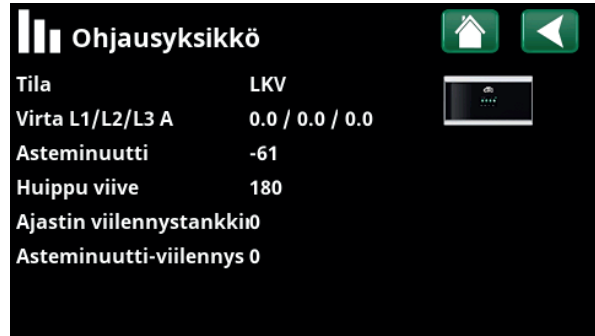 Ohjausyksikkö
Tila LKV
Virta L1/L2/L3 A 0.0 / 0.0 / 0.0
Asteminuutti -61
Huippu viive 180
Ajastin viilennystankki 0
Asteminuutti-viilennys 0